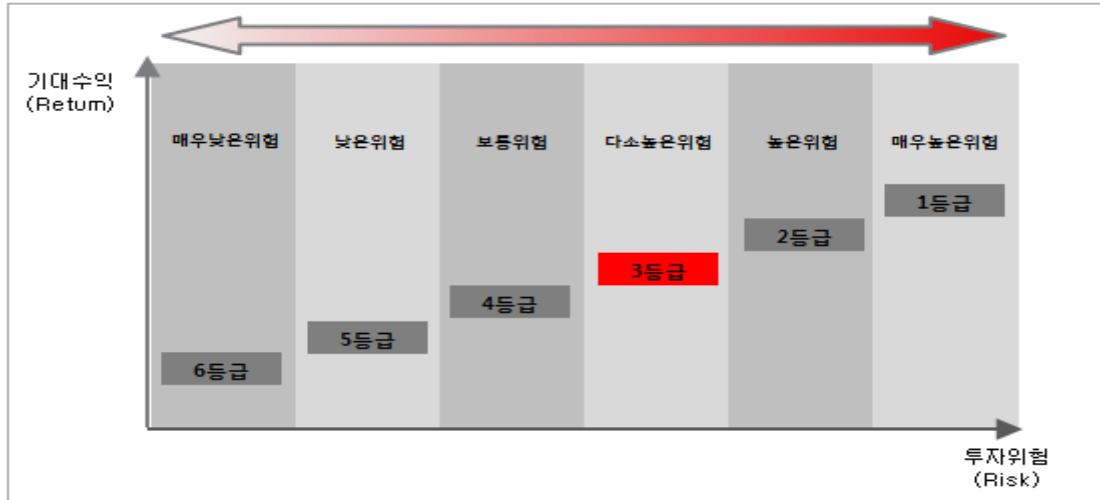 기대수익
(Retum)
매우낮은위험
낮은위험
보통위험
다소높은위험
높은위험
매우높은위험
1등급
2등급
3등급
4등급
5등급
6등급
투자위험
(Risk)